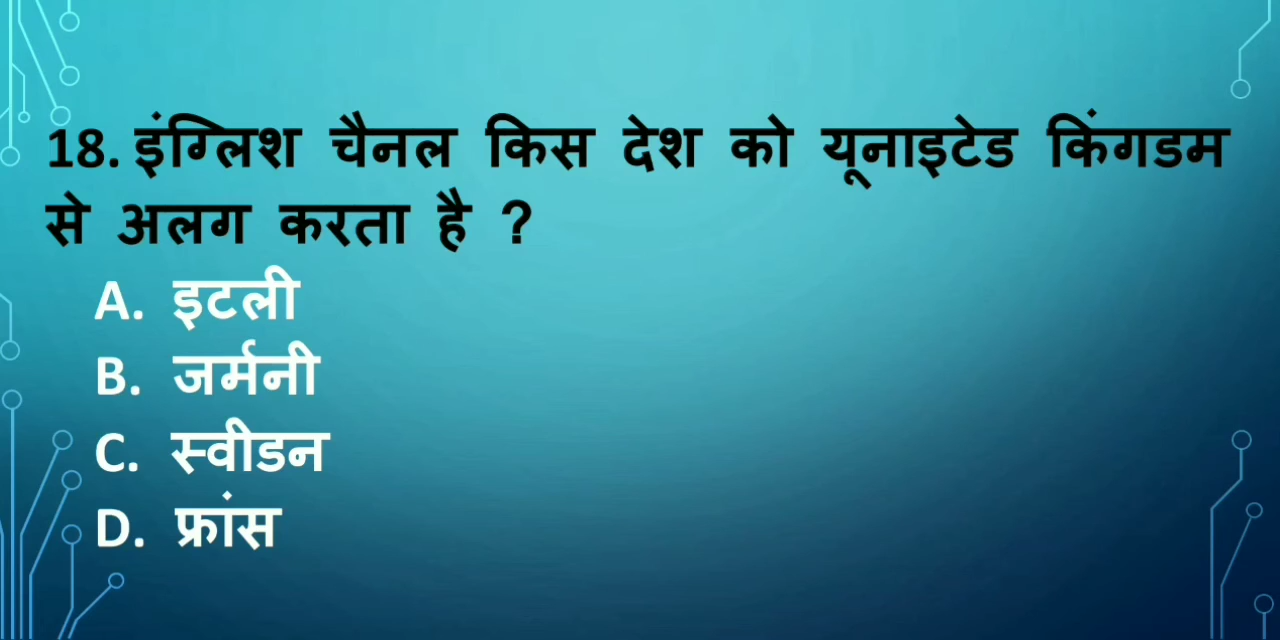 18. इंग्लिश चैनल किस देश को यूनाइटेड किंगडम
से अलग करता है ?
A. इटली
B. जर्मनी
C. स्वीडन
D. फ्रांस